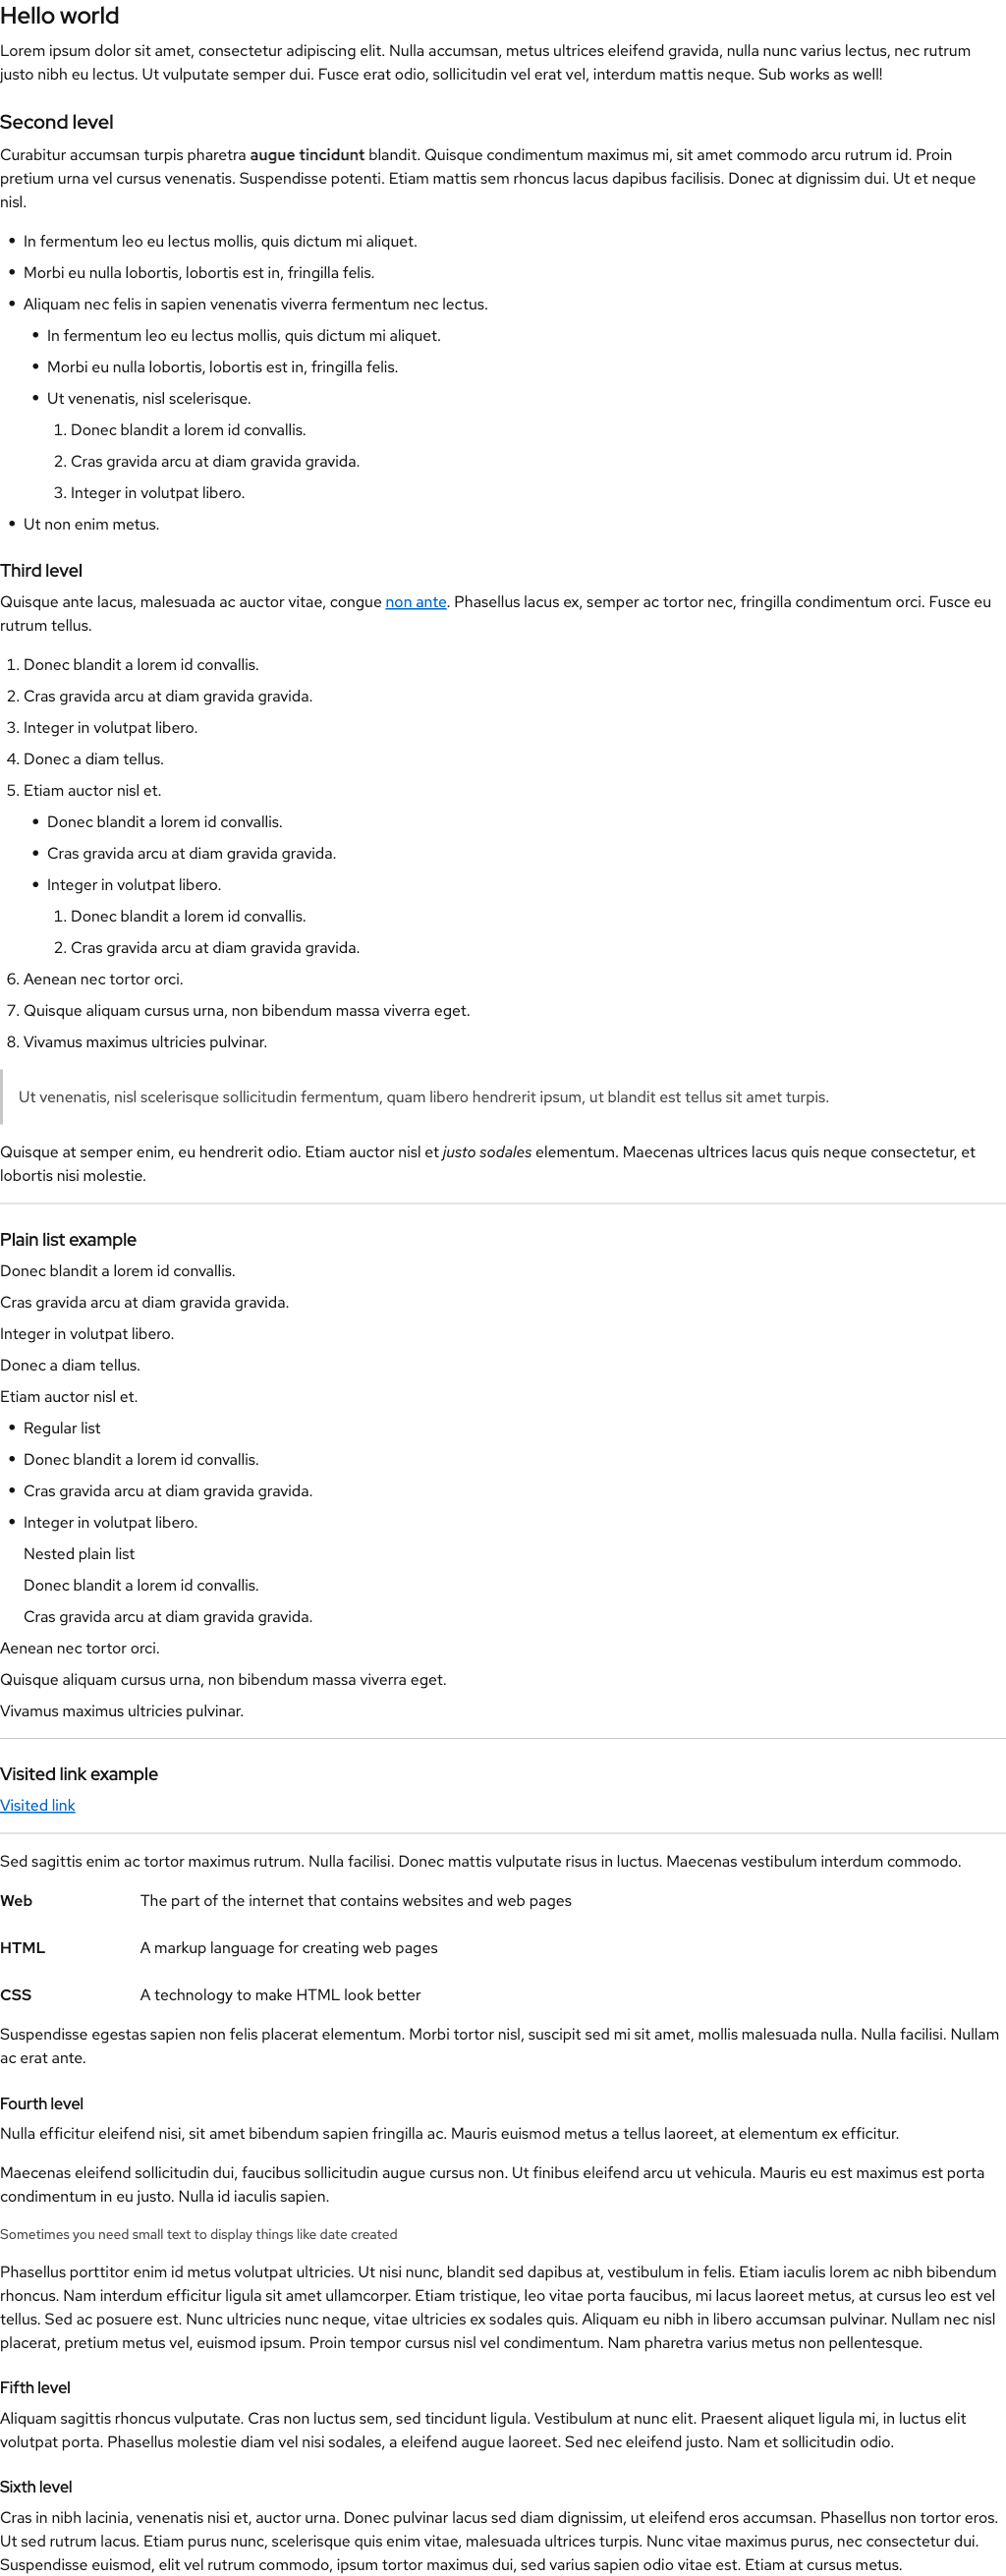 Hello world
Lorem ipsum dolor sit amet, consectetur adipiscing elit. Nulla accumsan, metus ultrices eleifend gravida, nulla nunc varius lectus, nec rutrum
justo nibh eu lectus. Ut vulputate semper dui. Fusce erat odio, sollicitudin vel erat vel, interdum mattis neque. Sub works as well!
Second level
Curabitur accumsan turpis pharetra augue tincidunt blandit. Quisque condimentum maximus mi, sit amet commodo arcu rutrum id. Proin
pretium urna vel cursus venenatis. Suspendisse potenti. Etiam mattis sem rhoncus lacus dapibus facilisis. Donec at dignissim dui. Ut et neque
nisl.
• In fermentum leo eu lectus mollis, quis dictum mi aliquet.
• Morbi eu nulla lobortis, lobortis est in, fringilla felis.
• Aliquam nec felis in sapien venenatis viverra fermentum nec lectus.
• In fermentum leo eu lectus mollis, quis dictum mi aliquet.
• Morbi eu nulla lobortis, lobortis est in, fringilla felis.
• Ut venenatis, nisl scelerisque.
1. Donec blandit a lorem id convallis.
2. Cras gravida arcu at diam gravida gravida.
3. Integer in volutpat libero.
• Ut non enim metus.
Third level
Quisque ante lacus, malesuada ac auctor vitae, congue non ante. Phasellus lacus ex, semper ac tortor nec, fringilla condimentum orci. Fusce eu
rutrum tellus.
1. Donec blandit a lorem id convallis.
2. Cras gravida arcu at diam gravida gravida.
3. Integer in volutpat libero.
4. Donec a diam tellus.
5. Etiam auctor nisl et.
• Donec blandit a lorem id convallis.
• Cras gravida arcu at diam gravida gravida.
• Integer in volutpat libero.
1. Donec blandit a lorem id convallis.
2. Cras gravida arcu at diam gravida gravida.
6. Aenean nec tortor orci.
7. Quisque aliquam cursus urna, non bibendum massa viverra eget.
8. Vivamus maximus ultricies pulvinar.
Ut venenatis, nisl scelerisque sollicitudin fermentum, quam libero hendrerit ipsum, ut blandit est tellus sit amet turpis.
Quisque at semper enim, eu hendrerit odio. Etiam auctor nisl et justo sodales elementum. Maecenas ultrices lacus quis neque consectetur, et
lobortis nisi molestie.
Plain list example
Donec blandit a lorem id convallis.
Cras gravida arcu at diam gravida gravida.
Integer in volutpat libero.
Donec a diam tellus.
Etiam auctor nisl et.
• Regular list
• Donec blandit a lorem id convallis.
• Cras gravida arcu at diam gravida gravida.
• Integer in volutpat libero.
Nested plain list
Donec blandit a lorem id convallis.
Cras gravida arcu at diam gravida gravida.
Aenean nec tortor orci.
Quisque aliquam cursus urna, non bibendum massa viverra eget.
Vivamus maximus ultricies pulvinar.
Visited link example
Visited link
Sed sagittis enim ac tortor maximus rutrum. Nulla facilisi. Donec mattis vulputate risus in luctus. Maecenas vestibulum interdum commodo.
Web The part of the internet that contains websites and web pages
HTML A markup language for creating web pages
CSS A technology to make HTML look better
Suspendisse egestas sapien non felis placerat elementum. Morbi tortor nisl, suscipit sed mi sit amet, mollis malesuada nulla. Nulla facilisi. Nullam
ac erat ante.
Fourth level
Nulla efficitur eleifend nisi, sit amet bibendum sapien fringilla ac. Mauris euismod metus a tellus laoreet, at elementum ex efficitur.
Maecenas eleifend sollicitudin dui, faucibus sollicitudin augue cursus non. Ut finibus eleifend arcu ut vehicula. Mauris eu est maximus est porta
condimentum in eu justo. Nulla id iaculis sapien.
Sometimes you need small text to display things like date created
Phasellus porttitor enim id metus volutpat ultricies. Ut nisi nunc, blandit sed dapibus at, vestibulum in felis. Etiam iaculis lorem ac nibh bibendum
rhoncus. Nam interdum efficitur ligula sit amet ullamcorper. Etiam tristique, leo vitae porta faucibus, mi lacus laoreet metus, at cursus leo est vel
tellus. Sed ac posuere est. Nunc ultricies nunc neque, vitae ultricies ex sodales quis. Aliquam eu nibh in libero accumsan pulvinar. Nullam nec nisl
placerat, pretium metus vel, euismod ipsum. Proin tempor cursus nisl vel condimentum. Nam pharetra varius metus non pellentesque.
Fifth level
Aliquam sagittis rhoncus vulputate. Cras non luctus sem, sed tincidunt ligula. Vestibulum at nunc elit. Praesent aliquet ligula mi, in luctus elit
volutpat porta. Phasellus molestie diam vel nisi sodales, a eleifend augue laoreet. Sed nec eleifend justo. Nam et sollicitudin odio.
Sixth level
Cras in nibh lacinia, venenatis nisi et, auctor urna. Donec pulvinar lacus sed diam dignissim, ut eleifend eros accumsan. Phasellus non tortor eros.
Ut sed rutrum lacus. Etiam purus nunc, scelerisque quis enim vitae, malesuada ultrices turpis. Nunc vitae maximus purus, nec consectetur dui.
Suspendisse euismod, elit vel rutrum commodo, ipsum tortor maximus dui, sed varius sapien odio vitae est. Etiam at cursus metus.